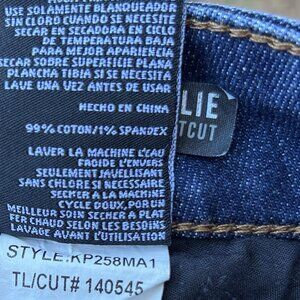 USE SOLAMENTE BLANQUEADOR
SIN CLORO CUANDO SE NECESITE
SECAR EN SECADORA EN CICLO
DE TEMPERATURA BAJA
PARA MEJOR APARIENCIA
SECAR SOBRE SUPERFICIE PLANA
PLANCHA TIBIA SI SE NECESITA
LAVE UNA VEZ ANTES DE USAR
HECHO EN CHINA
99% COTON/1% SPANDEX
LAVER LA MACHINE L'EAU
FROIDE L'ENVERS
SEULEMENT JAVELLISANT
SANS CHLORE SI NECESSAIRE
SECHER A LA MACHINE
CYCLE DOUX, POR UN
MEILLEUR SOIN SECHER A PLAT
FER CHAUD SELON LES BESOINS
LAVAGE AVANT L'UTILISATION
LIE
TCUT
STYLE: KP258MA1
TL/CUT# 140545